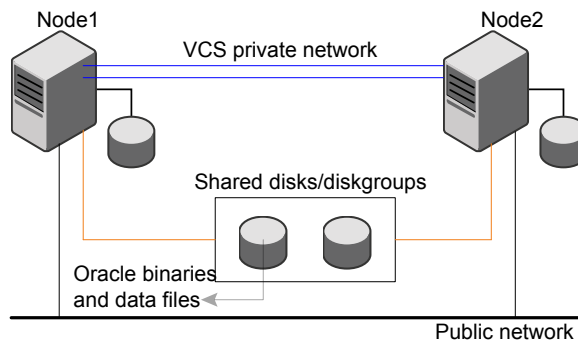 Node1
Node2
VCS private network
Shared disks/diskgroups
Oracle binaries
and data files
Public network